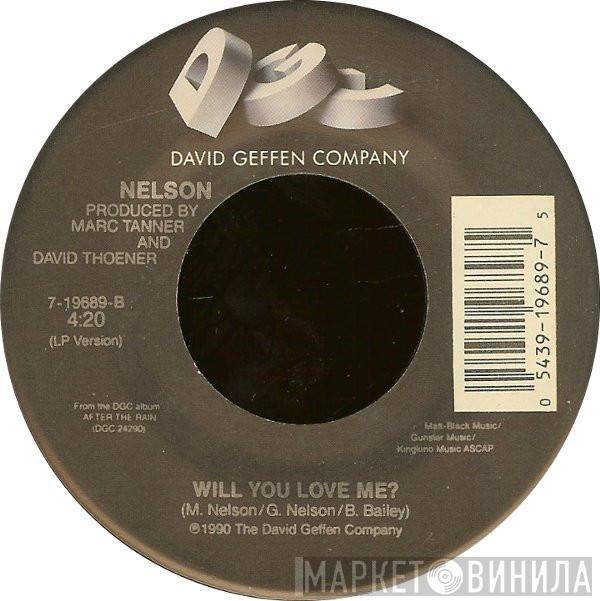 DGC
DAVID GEFFEN COMPANY
NELSON
PRODUCED BY
MARC TANNER
AND
DAVID THOENER
7-19689-B
4:20
(LP Version)
From the DGC album
AFTER THE RAIN
(DGC 24290)
0 5439-19689-7 5
Matt-Black Music/
Gunster Music/
Kingluno Music ASCAP
WILL YOU LOVE ME?
(M. Nelson/G. Nelson/B. Bailey)
℗1990 The David Geffen Company
МАРКЕТ ВИНИЛА